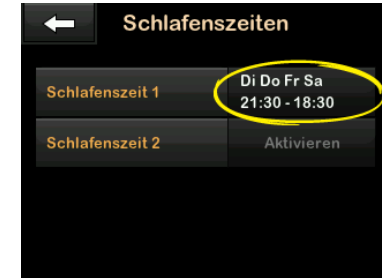 Schlafenszeiten
Schlafenszeit 1
Di Do Fr Sa
21:30 - 18:30
Schlafenszeit 2
Aktivieren